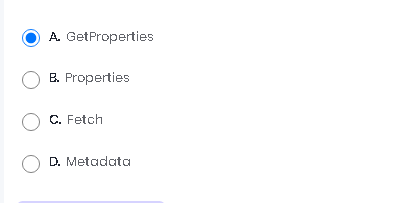 A. GetProperties
B. Properties
C. Fetch
D. Metadata